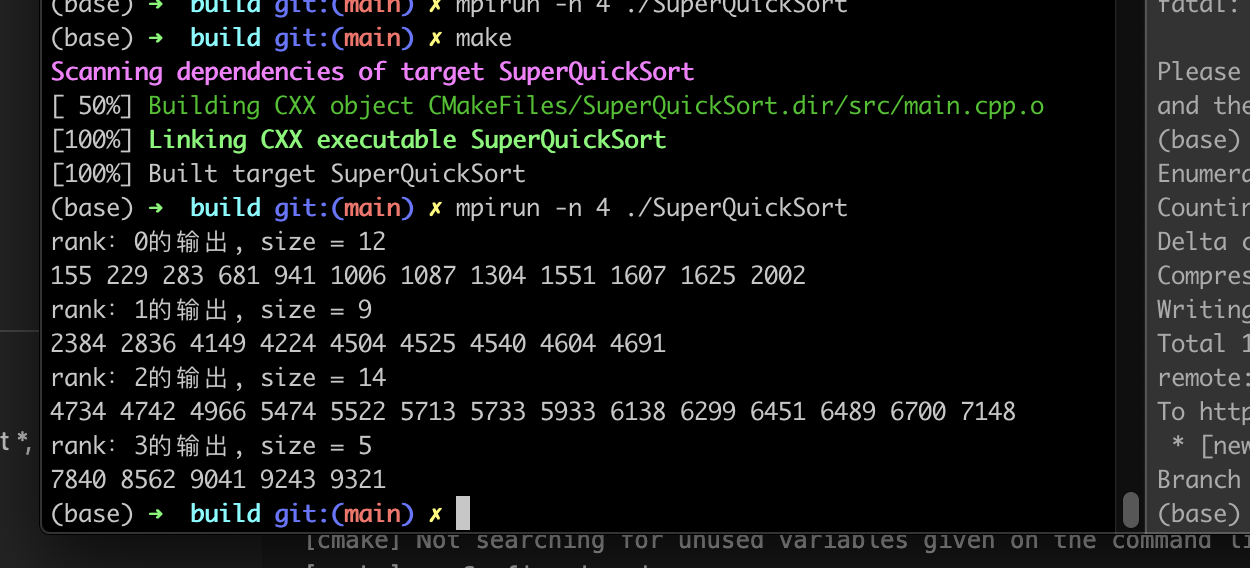 (base) ➜ build git:(main) ✗ mpirun -n 4 ./SuperQuickSort
(base) ➜ build git:(main) ✗ make
Scanning dependencies of target SuperQuickSort
[ 50%] Building CXX object CMakeFiles/SuperQuickSort.dir/src/main.cpp.o
[100%] Linking CXX executable SuperQuickSort
[100%] Built target SuperQuickSort
(base) ➜ build git:(main) ✗ mpirun -n 4 ./SuperQuickSort
rank: 0的输出, size = 12
155 229 283 681 941 1006 1087 1304 1551 1607 1625 2002
rank: 1的输出, size = 9
2384 2836 4149 4224 4504 4525 4540 4604 4691
rank: 2的输出, size = 14
4734 4742 4966 5474 5522 5713 5733 5933 6138 6299 6451 6489 6700 7148
rank: 3的输出, size = 5
7840 8562 9041 9243 9321
(base) ➜ build git:(main) ✗
t *,
fatal:
Please
and the
(base)
Enumera
Countin
Delta c
Compres
Writing
Total 1
remote:
To http
* [new
Branch
(base)
[cmake] Not searching for unused variables given on the command li